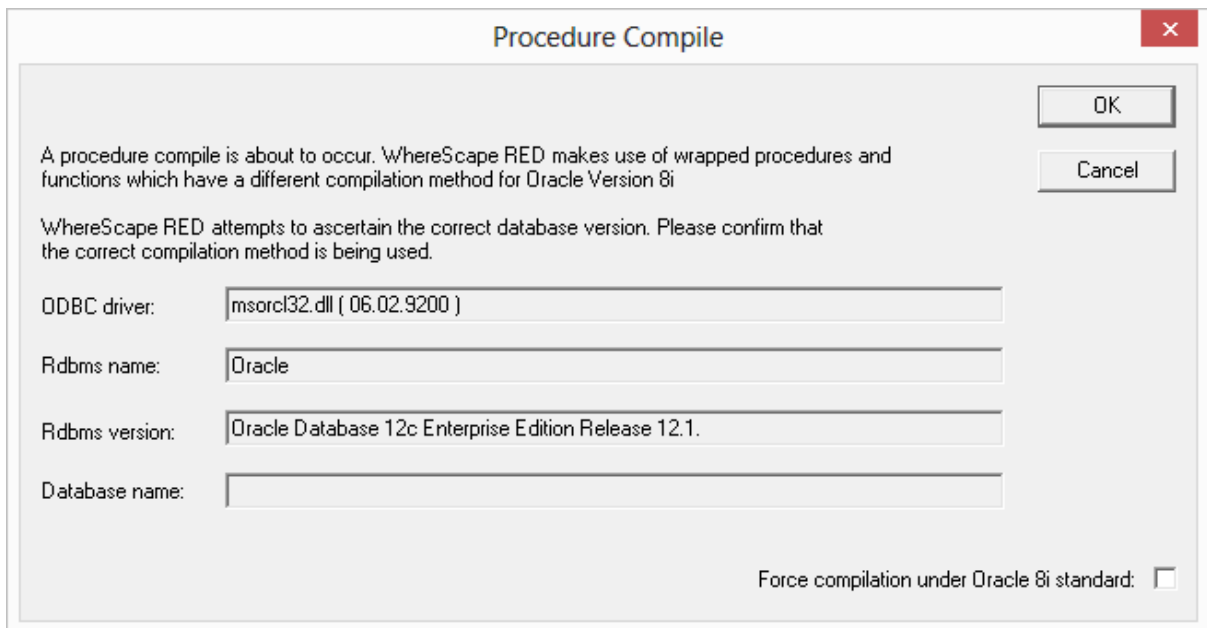 Procedure Compile
OK
A procedure compile is about to occur. WhereScape RED makes use of wrapped procedures and
functions which have a different compilation method for Oracle Version 8i
Cancel
WhereScape RED attempts to ascertain the correct database version. Please confirm that
the correct compilation method is being used.
ODBC driver: msorcl32.dll ( 06.02.9200 )
Rdbms name: Oracle
Rdbms version: Oracle Database 12c Enterprise Edition Release 12.1.
Database name:
Force compilation under Oracle 8i standard: